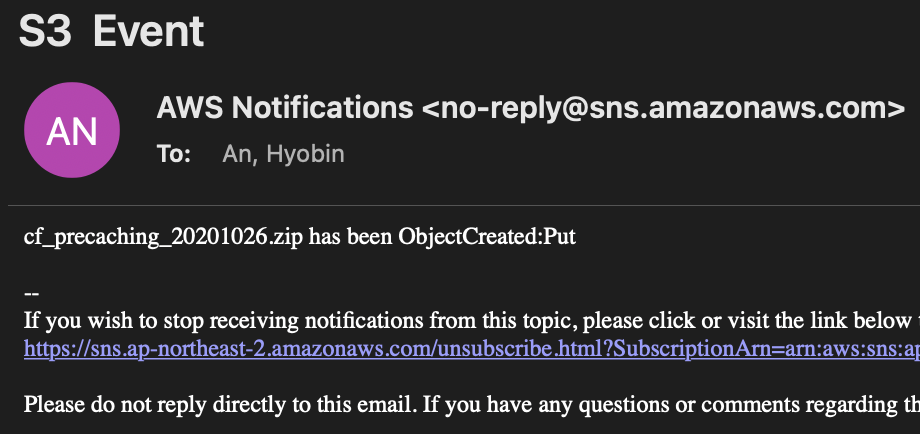 S3 Event
AN
AWS Notifications <no-reply@sns.amazonaws.com>
To: An, Hyobin
cf_precaching_20201026.zip has been ObjectCreated:Put
--
If you wish to stop receiving notifications from this topic, please click or visit the link below
https://sns.ap-northeast-2.amazonaws.com/unsubscribe.html?SubscriptionArn=arn:aws:sns:ap
Please do not reply directly to this email. If you have any questions or comments regarding th